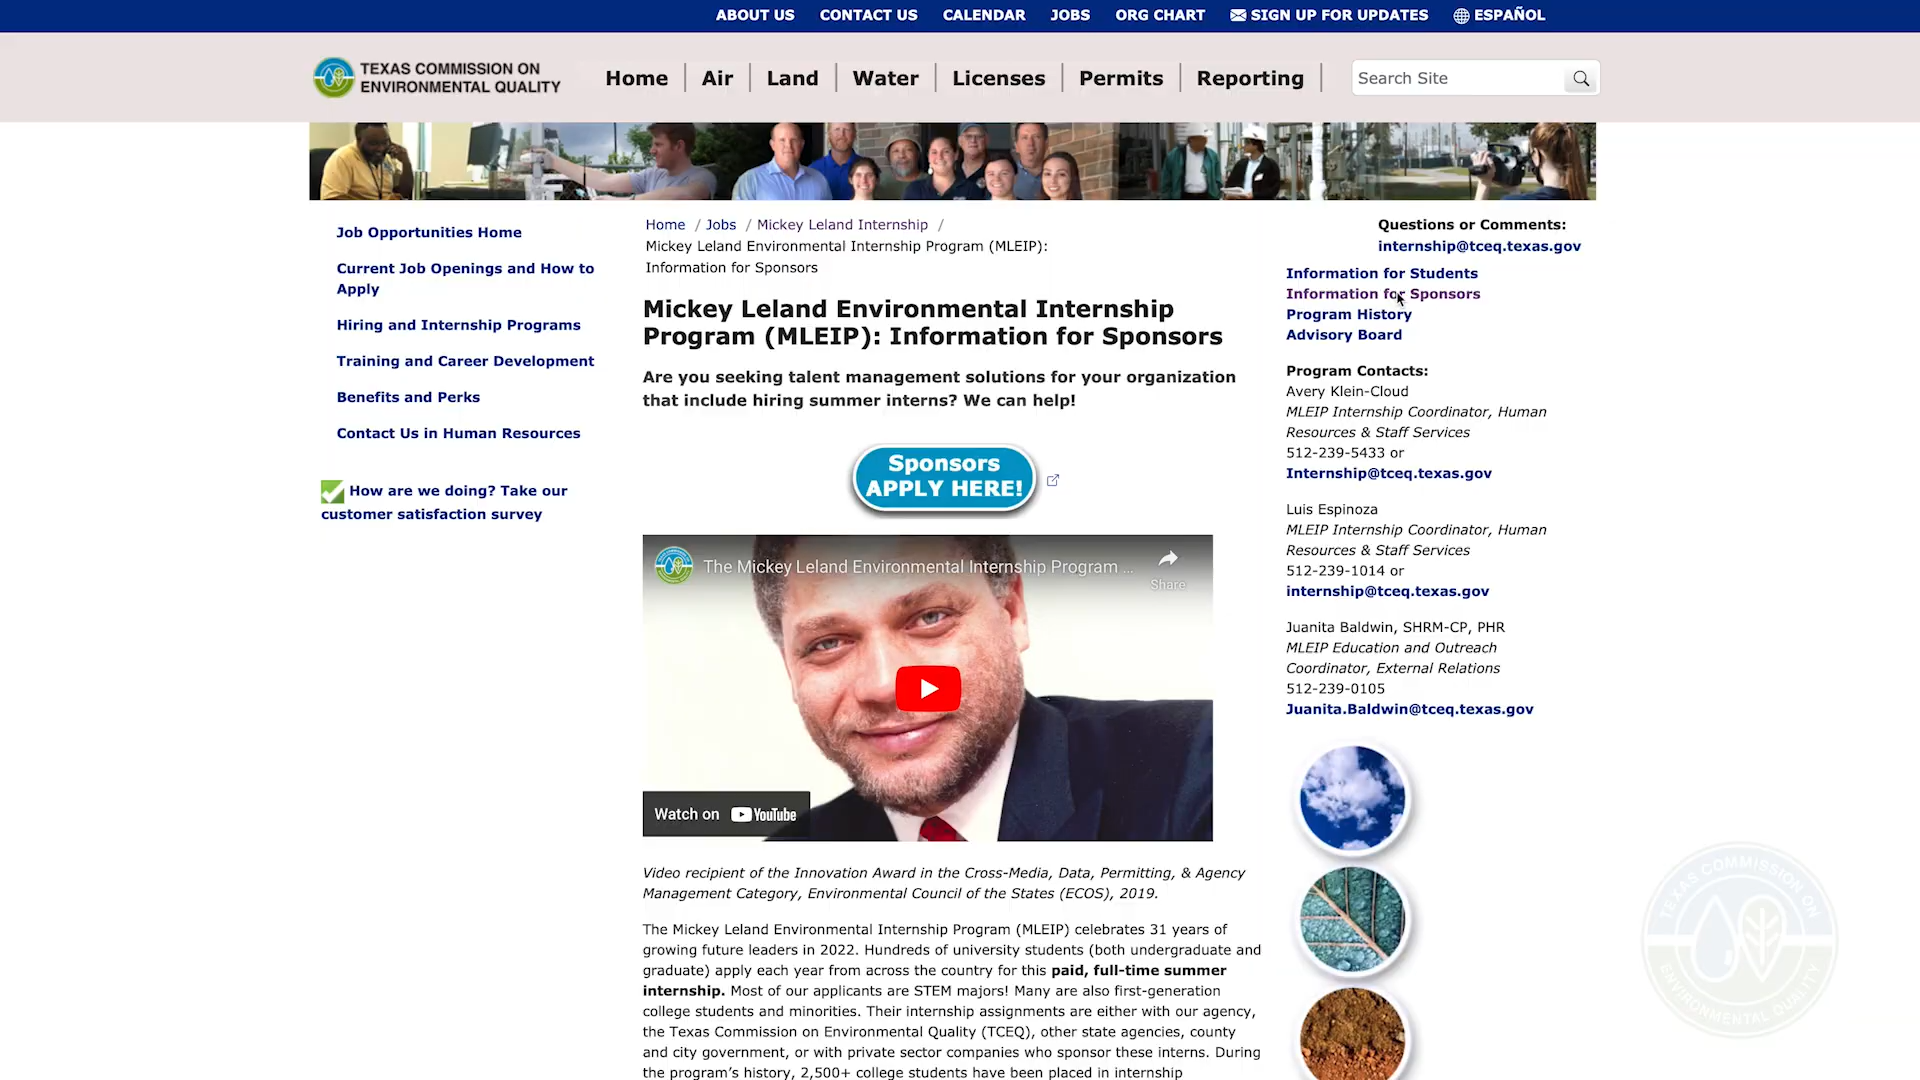 ABOUT US CONTACT US CALENDAR JOBS ORG CHART SIGN UP FOR UPDATES ESPAÑOL
TEXAS COMMISSION ON
ENVIRONMENTAL QUALITY
Home Air Land Water Licenses Permits Reporting
Search Site
Job Opportunities Home
Current Job Openings and How to
Apply
Hiring and Internship Programs
Training and Career Development
Benefits and Perks
Contact Us in Human Resources
How are we doing? Take our
customer satisfaction survey
Home / Jobs / Mickey Leland Internship /
Mickey Leland Environmental Internship Program (MLEIP):
Information for Sponsors
Mickey Leland Environmental Internship
Program (MLEIP): Information for Sponsors
Are you seeking talent management solutions for your organization
that include hiring summer interns? We can help!
Sponsors
APPLY HERE!
The Mickey Leland Environmental Internship Program ...
Share
Watch on YouTube
Video recipient of the Innovation Award in the Cross-Media, Data, Permitting, & Agency
Management Category, Environmental Council of the States (ECOS), 2019.
The Mickey Leland Environmental Internship Program (MLEIP) celebrates 31 years of
growing future leaders in 2022. Hundreds of university students (both undergraduate and
graduate) apply each year from across the country for this paid, full-time summer
internship. Most of our applicants are STEM majors! Many are also first-generation
college students and minorities. Their internship assignments are either with our agency,
the Texas Commission on Environmental Quality (TCEQ), other state agencies, county
and city government, or with private sector companies who sponsor these interns. During
the program's history, 2,500+ college students have been placed in internship
Questions or Comments:
internship@tceq.texas.gov
Information for Students
Information for Sponsors
Program History
Advisory Board
Program Contacts:
Avery Klein-Cloud
MLEIP Internship Coordinator, Human
Resources & Staff Services
512-239-5433 or
Internship@tceq.texas.gov
Luis Espinoza
MLEIP Internship Coordinator, Human
Resources & Staff Services
512-239-1014 or
internship@tceq.texas.gov
Juanita Baldwin, SHRM-CP, PHR
MLEIP Education and Outreach
Coordinator, External Relations
512-239-0105
Juanita.Baldwin@tceq.texas.gov
TEXAS COMMISSION ON
ENVIRONMENTAL QUALITY